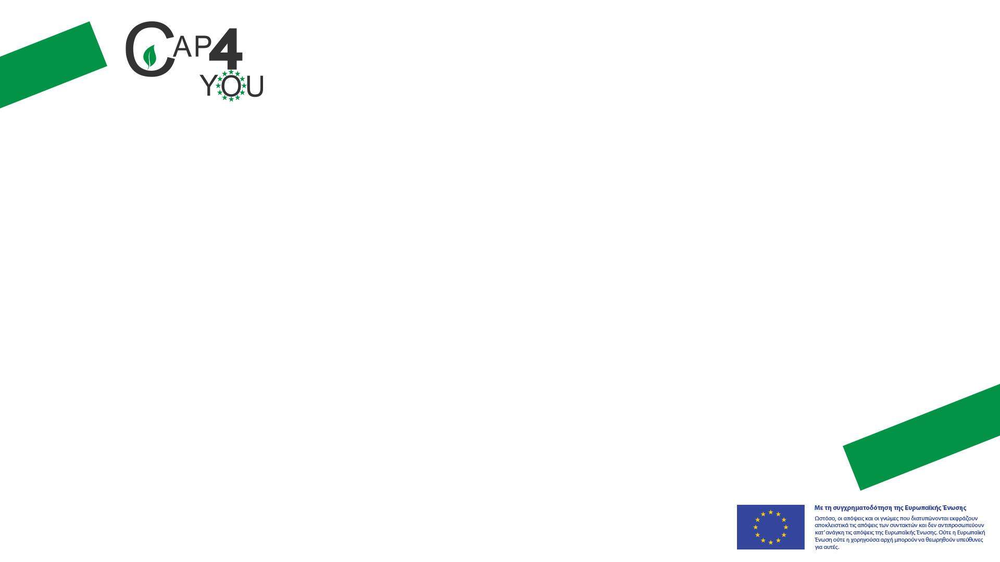 CAP4
YOU
Με τη συγχρηματοδότηση της Ευρωπαϊκής Ένωσης
Ωστόσο, οι απόψεις και οι γνώμες που διατυπώνονται εκφράζουν
αποκλειστικά τις απόψεις των συντακτών και δεν αντιπροσωπεύουν
κατ' ανάγκη τις απόψεις της Ευρωπαϊκής Ένωσης. Ούτε η Ευρωπαϊκή
Ένωση ούτε η χορηγούσα αρχή μπορούν να θεωρηθούν υπεύθυνες
για αυτές.